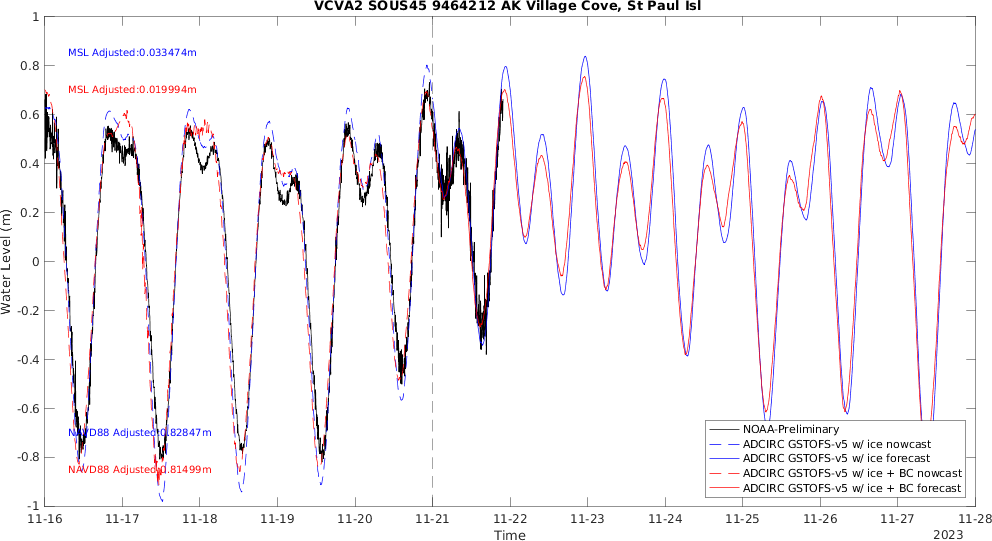 VCVA2 SOUS45 9464212 AK Village Cove, St Paul Isl
1
0.8
0.6
0.4
0.2
0
-0.2
-0.4
-0.6
-0.8
-1
Water Level (m)
MSL Adjusted:0.033474m
MSL Adjusted:0.019994m
NAVD88 Adjusted:0.82847m
NAVD88 Adjusted:0.81499m
NOAA-Preliminary
ADCIRC GSTOFS-v5 w/ ice nowcast
ADCIRC GSTOFS-v5 w/ ice forecast
ADCIRC GSTOFS-v5 w/ ice + BC nowcast
ADCIRC GSTOFS-v5 w/ ice + BC forecast
11-16 11-17 11-18 11-19 11-20 11-21 11-22 11-23 11-24 11-25 11-26 11-27 11-28
Time
2023